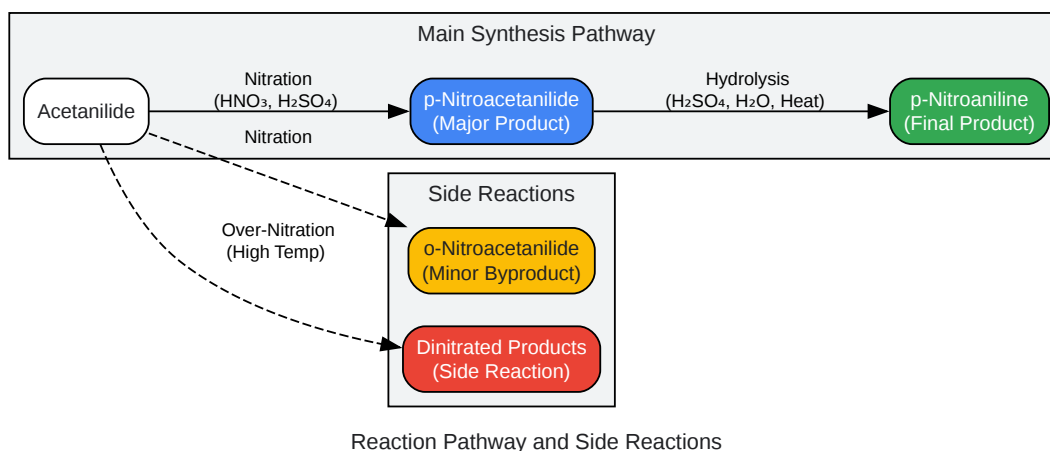 Main Synthesis Pathway
Acetanilide
Nitration
(HNO₃, H₂SO₄)
Nitration
p-Nitroacetanilide
(Major Product)
Hydrolysis
(H₂SO₄, H₂O, Heat)
p-Nitroaniline
(Final Product)
Side Reactions
Over-Nitration
(High Temp)
o-Nitroacetanilide
(Minor Byproduct)
Dinitrated Products
(Side Reaction)
Reaction Pathway and Side Reactions